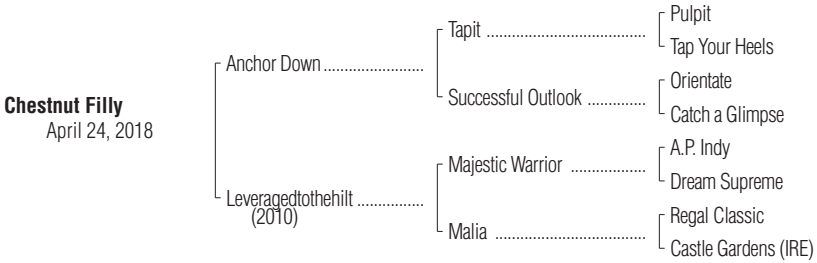 Pulpit
Tapit ......................................
Tap Your Heels
Anchor Down........................
Orientate
Successful Outlook ..............
Catch a Glimpse
Chestnut Filly
April 24, 2018
A.P. Indy
Majestic Warrior ..................
Dream Supreme
Leveragedtothehilt ................
(2010)
Regal Classic
Malia ....................................
Castle Gardens (IRE)